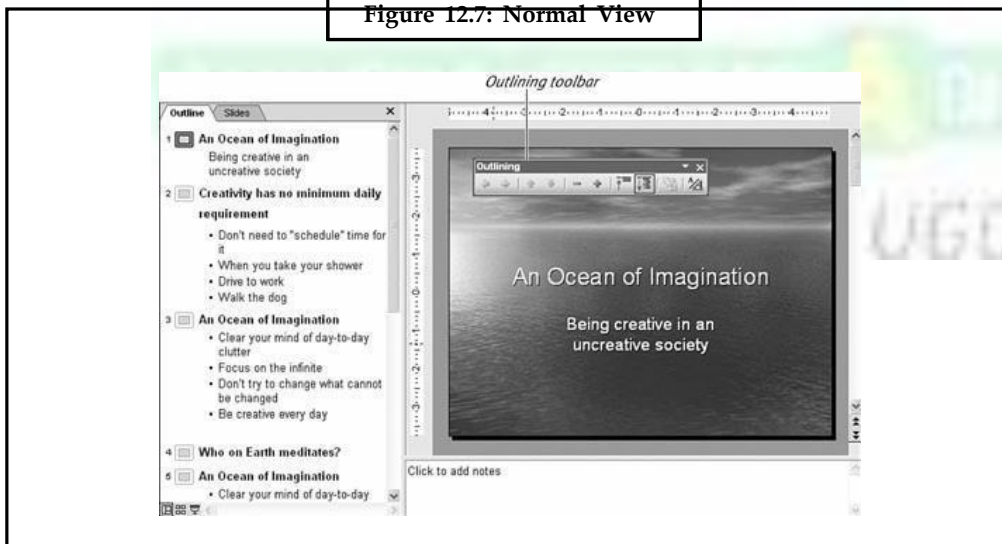 Figure 12.7: Normal View
Outlining toolbar
Outline Slides
1 An Ocean of Imagination
Being creative in an
uncreative society
2 Creativity has no minimum daily
requirement
• Don't need to "schedule" time for
it
• When you take your shower
• Drive to work
• Walk the dog
3 An Ocean of Imagination
• Clear your mind of day-to-day
clutter
• Focus on the infinite
• Don't try to change what cannot
be changed
• Be creative every day
4 Who on Earth meditates?
5 An Ocean of Imagination
• Clear your mind of day-to-day
Outlining
An Ocean of Imagination
Being creative in an
uncreative society
Click to add notes